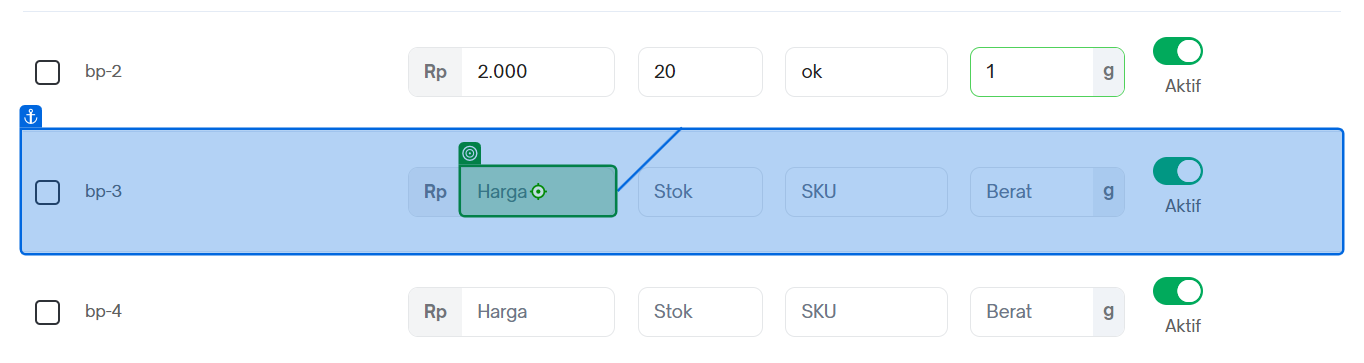 bp-2 Rp 2.000 20 ok 1 g
Aktif
bp-3 Rp Harga Stok SKU Berat g
Aktif
bp-4 Rp Harga Stok SKU Berat g
Aktif